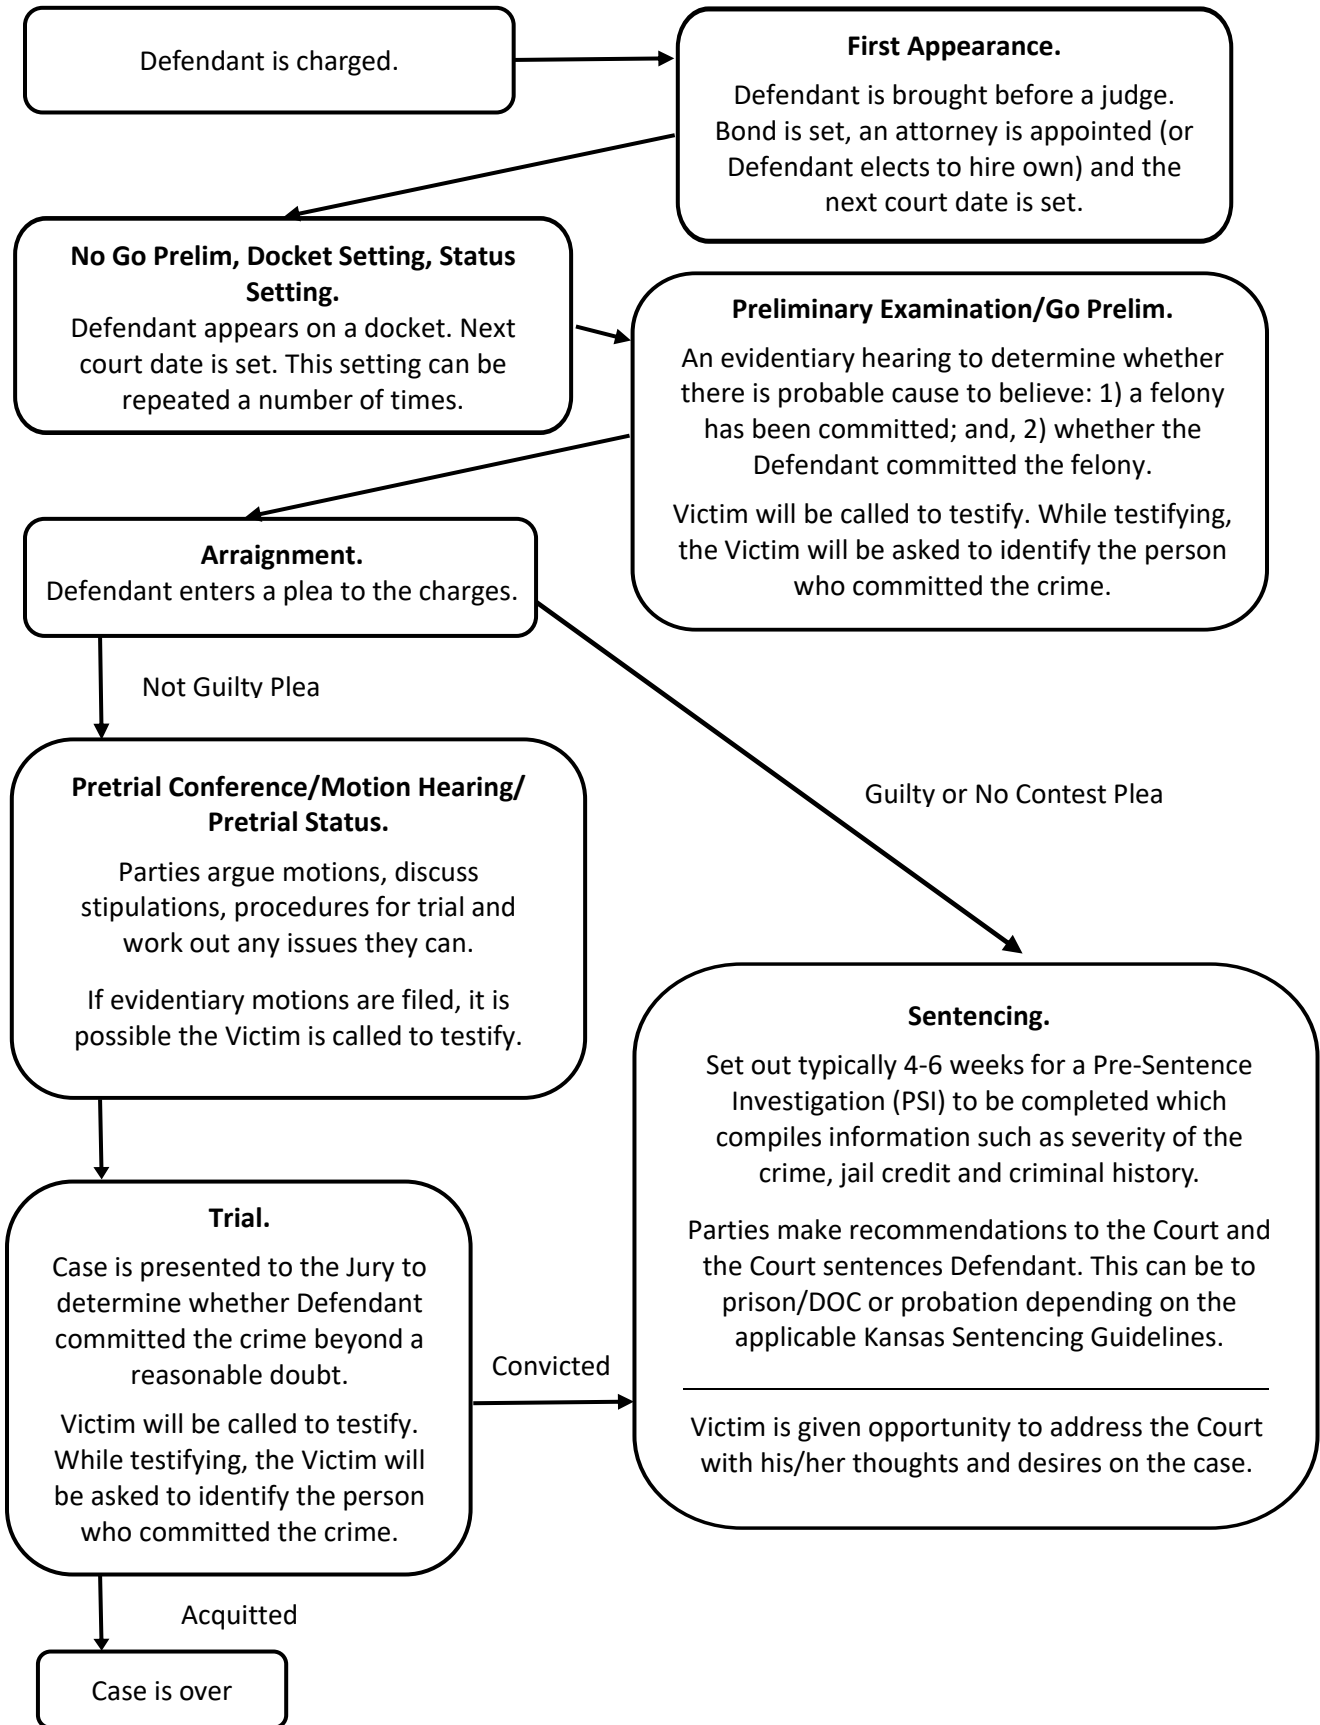 Defendant is charged.
First Appearance.
Defendant is brought before a judge.
Bond is set, an attorney is appointed (or
Defendant elects to hire own) and the
next court date is set.
No Go Prelim, Docket Setting, Status
Setting.
Defendant appears on a docket. Next
court date is set. This setting can be
repeated a number of times.
Preliminary Examination/Go Prelim.
An evidentiary hearing to determine whether
there is probable cause to believe: 1) a felony
has been committed; and, 2) whether the
Defendant committed the felony.
Victim will be called to testify. While testifying,
the Victim will be asked to identify the person
who committed the crime.
Arraignment.
Defendant enters a plea to the charges.
Not Guilty Plea
Guilty or No Contest Plea
Pretrial Conference/Motion Hearing/
Pretrial Status.
Parties argue motions, discuss
stipulations, procedures for trial and
work out any issues they can.
If evidentiary motions are filed, it is
possible the Victim is called to testify.
Sentencing.
Set out typically 4-6 weeks for a Pre-Sentence
Investigation (PSI) to be completed which
compiles information such as severity of the
crime, jail credit and criminal history.
Parties make recommendations to the Court and
the Court sentences Defendant. This can be to
prison/DOC or probation depending on the
applicable Kansas Sentencing Guidelines.
Victim is given opportunity to address the Court
with his/her thoughts and desires on the case.
Trial.
Case is presented to the Jury to
determine whether Defendant
committed the crime beyond a
reasonable doubt.
Victim will be called to testify.
While testifying, the Victim will
be asked to identify the person
who committed the crime.
Convicted
Acquitted
Case is over